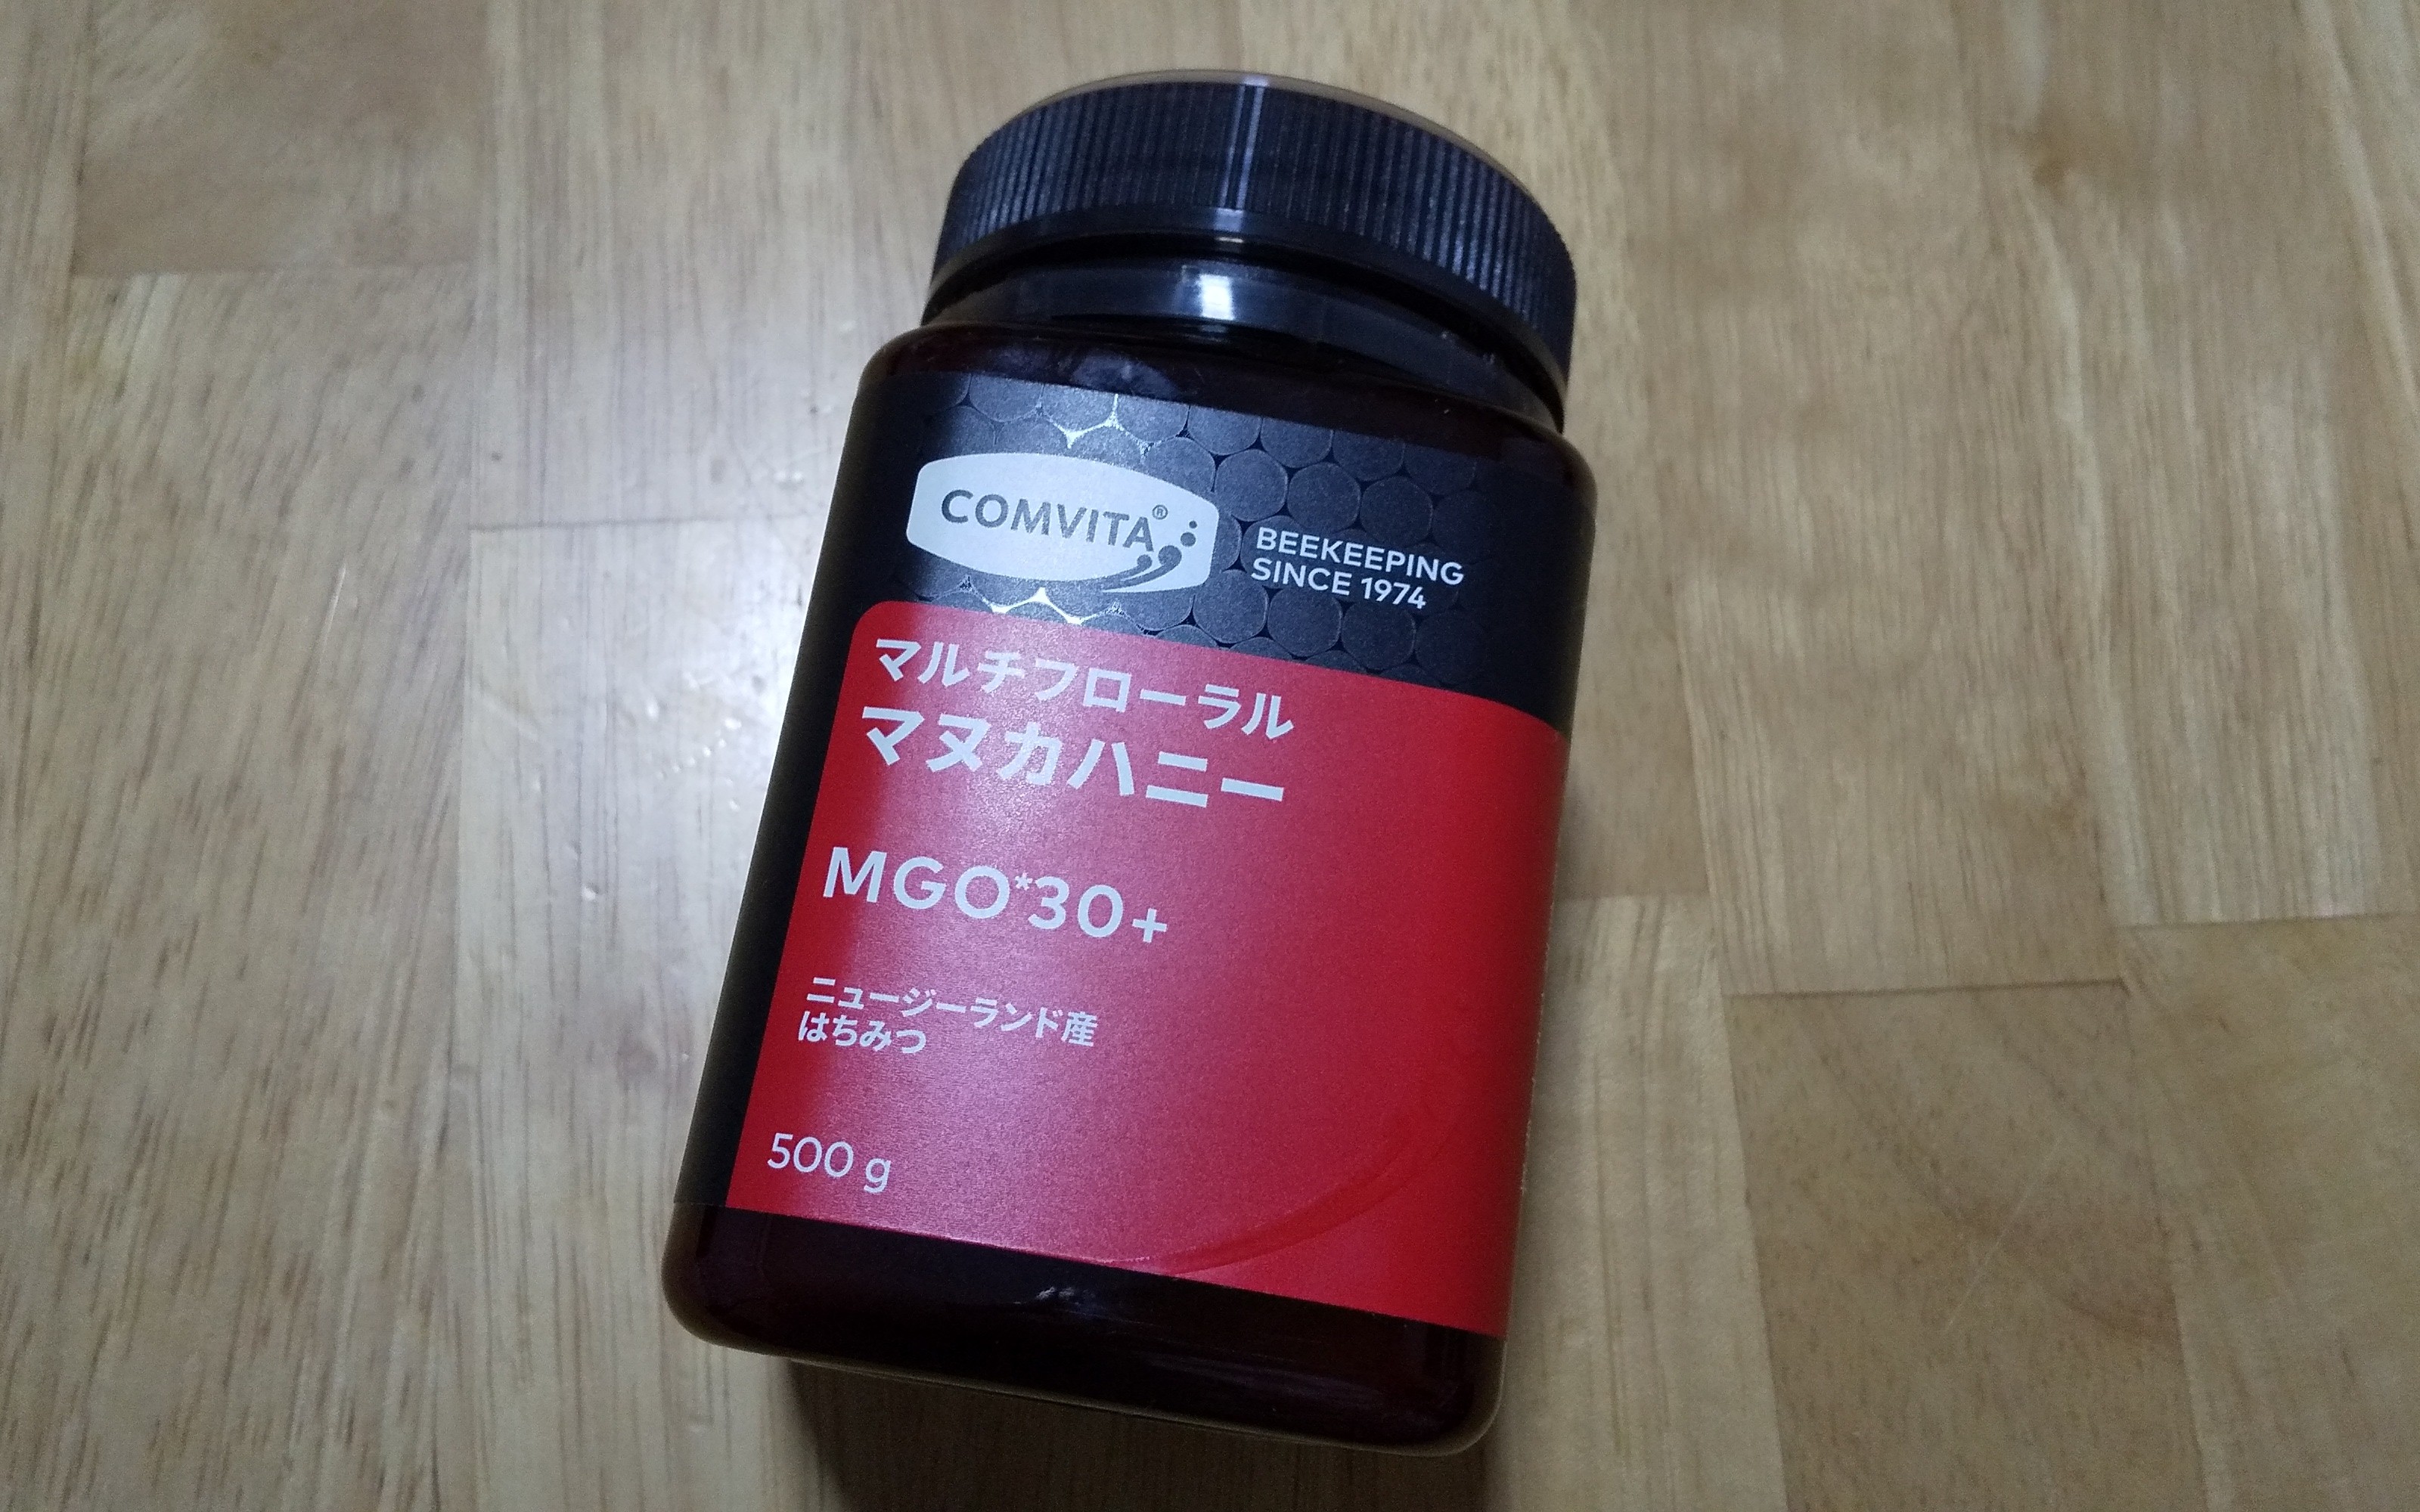 COMVITA®
BEEKEEPING
SINCE 1974
マルチフローラル
マヌカハニー
MGO*30+
ニュージーランド産
はちみつ
500 g